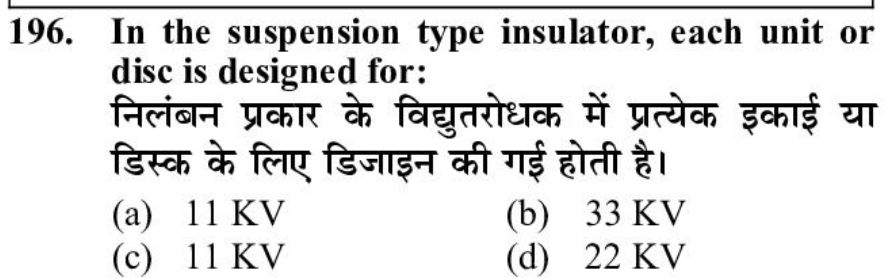 196. In the suspension type insulator, each unit or
disc is designed for:
निलंबन प्रकार के विद्युतरोधक में प्रत्येक इकाई या
डिस्क के लिए डिजाइन की गई होती है।
(a) 11 KV (b) 33 KV
(c) 11 KV (d) 22 KV